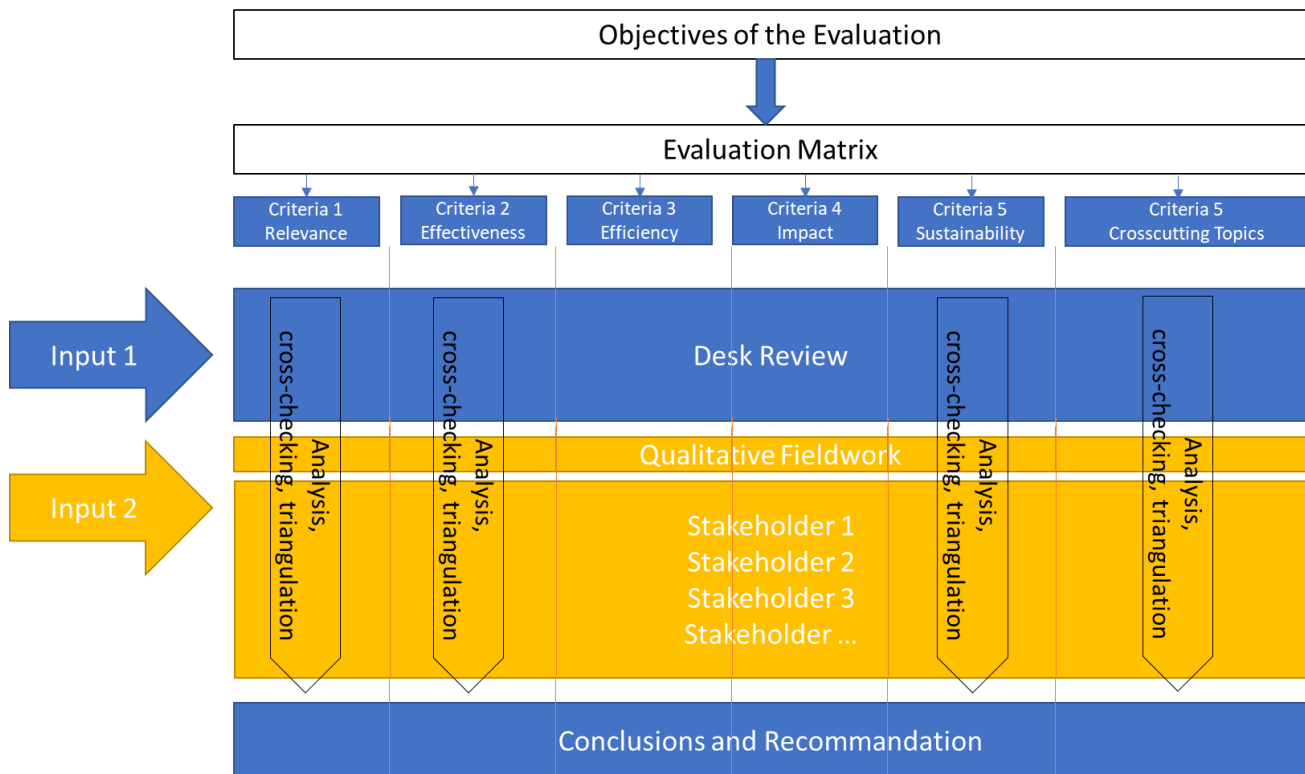 Objectives of the Evaluation
Evaluation Matrix
Criteria 1
Relevance
Criteria 2
Effectiveness
Criteria 3
Efficiency
Criteria 4
Impact
Criteria 5
Sustainability
Criteria 5
Crosscutting Topics
Input 1
Desk Review
Input 2
Qualitative Fieldwork
Stakeholder 1
Stakeholder 2
Stakeholder 3
Stakeholder ...
Analysis,
cross-checking, triangulation
Analysis,
cross-checking, triangulation
Analysis,
cross-checking, triangulation
Analysis,
cross-checking, triangulation
Conclusions and Recommandation